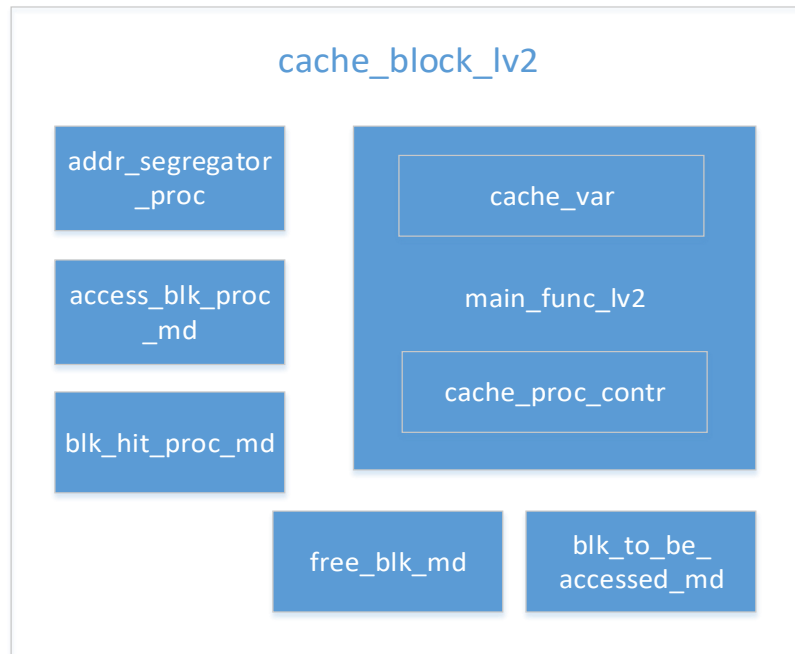 cache_block_lv2
addr_segregator
_proc
cache_var
access_blk_proc
_md
main_func_lv2
cache_proc_contr
blk_hit_proc_md
free_blk_md
blk_to_be_
accessed_md